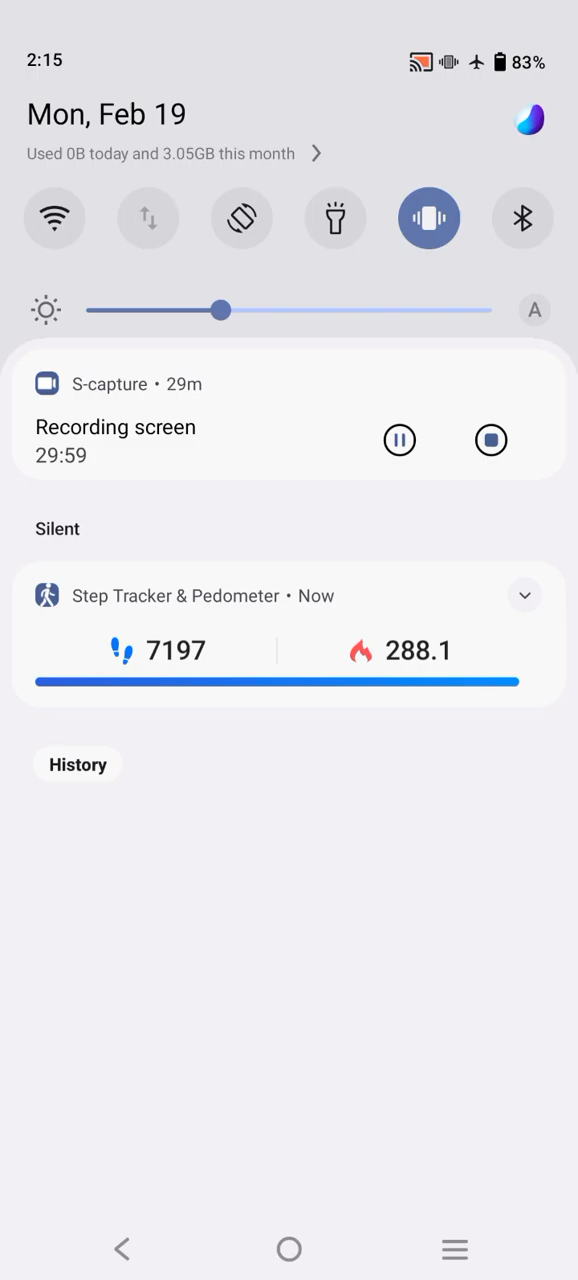 2:15
83%
Mon, Feb 19
Used 0B today and 3.05GB this month
A
S-capture • 29m
Recording screen
29:59
Silent
Step Tracker & Pedometer • Now
7197
288.1
History